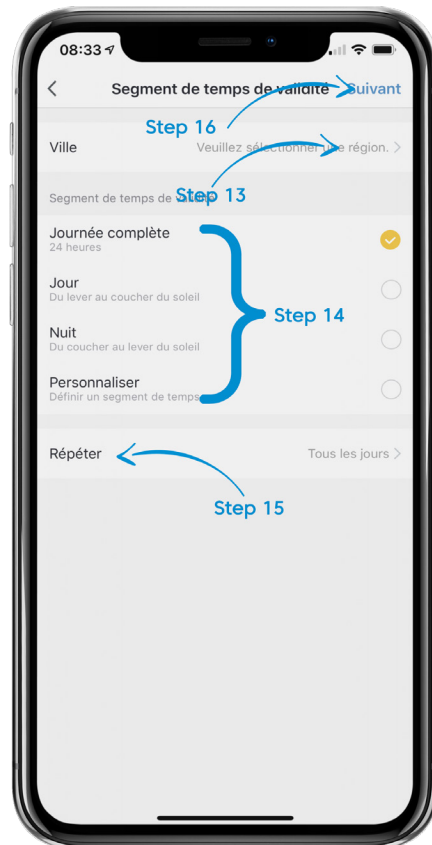 08:33
Segment de temps de validité Suivant
Step 16
Ville Veuillez sélectionner une région.
Step 13
Segment de temps de validité
Journée complète
24 heures
Jour
Du lever au coucher du soleil
Step 14
Nuit
Du coucher au lever du soleil
Personnaliser
Définir un segment de temps
Répéter Tous les jours
Step 15